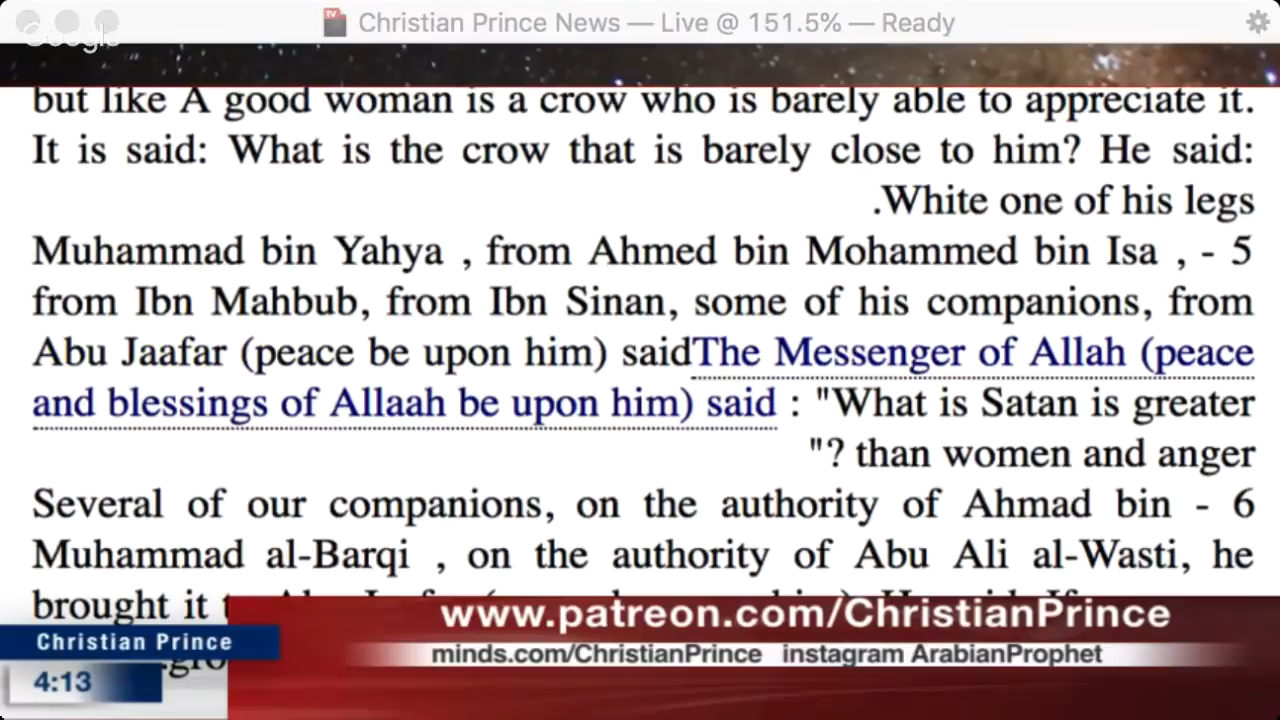 Christian Prince News — Live @ 151.5% — Ready
Google
but like A good woman is a crow who is barely able to appreciate it.
It is said: What is the crow that is barely close to him? He said:
.White one of his legs
Muhammad bin Yahya , from Ahmed bin Mohammed bin Isa , - 5
from Ibn Mahbub, from Ibn Sinan, some of his companions, from
Abu Jaafar (peace be upon him) saidThe Messenger of Allah (peace
and blessings of Allaah be upon him) said : "What is Satan is greater
"? than women and anger
Several of our companions, on the authority of Ahmad bin - 6
Muhammad al-Barqi , on the authority of Abu Ali al-Wasti, he
brought it
www.patreon.com/ChristianPrince
Christian Prince
minds.com/ChristianPrince instagram ArabianProphet
4:13